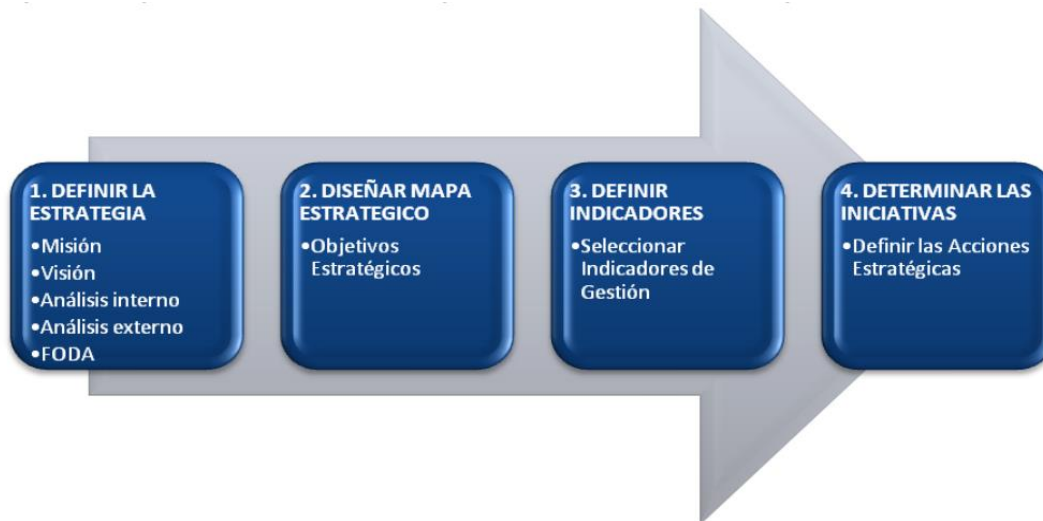 1. DEFINIR LA
ESTRATEGIA
•Misión
•Visión
•Análisis interno
•Análisis externo
•FODA
2. DISEÑAR MAPA
ESTRATEGICO
•Objetivos
Estratégicos
3. DEFINIR
INDICADORES
•Seleccionar
Indicadores de
Gestión
4. DETERMINAR LAS
INICIATIVAS
•Definir las Acciones
Estratégicas